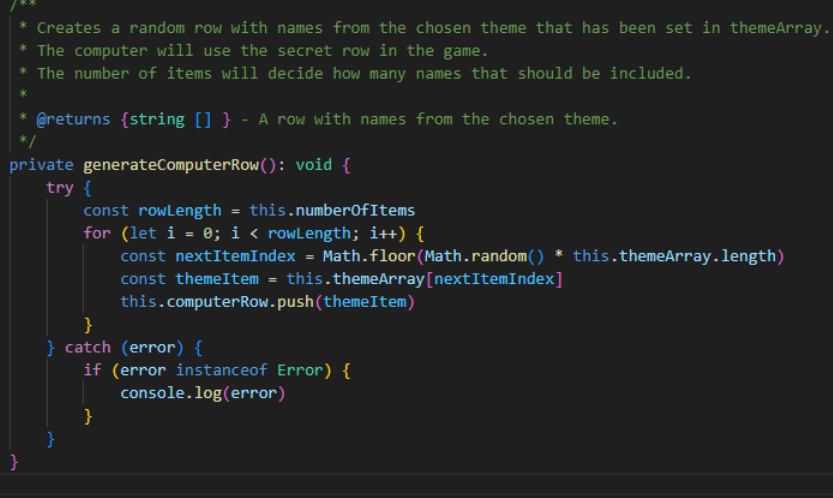 /**
 * Creates a random row with names from the chosen theme that has been set in themeArray.
 * The computer will use the secret row in the game.
 * The number of items will decide how many names that should be included.
 *
 * @returns {string [] } - A row with names from the chosen theme.
 */
private generateComputerRow(): void {
    try {
        const rowLength = this.numberOfItems
        for (let i = 0; i < rowLength; i++) {
            const nextItemIndex = Math.floor(Math.random() * this.themeArray.length)
            const themeItem = this.themeArray[nextItemIndex]
            this.computerRow.push(themeItem)
        }
    } catch (error) {
        if (error instanceof Error) {
            console.log(error)
        }
    }
}